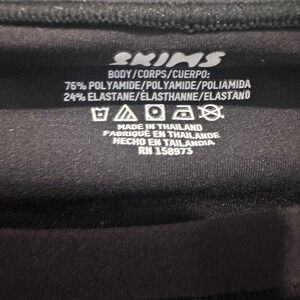 SKIMS
BODY/CORPS/CUERPO:
76% POLYAMIDE/POLYAMIDE/POLIAMIDA
24% ELASTANE/ÉLASTHANNE/ELASTANO
MADE IN THAILAND
FABRIQUÉ EN THAÏLANDE
HECHO EN TAILANDIA
RN 158973